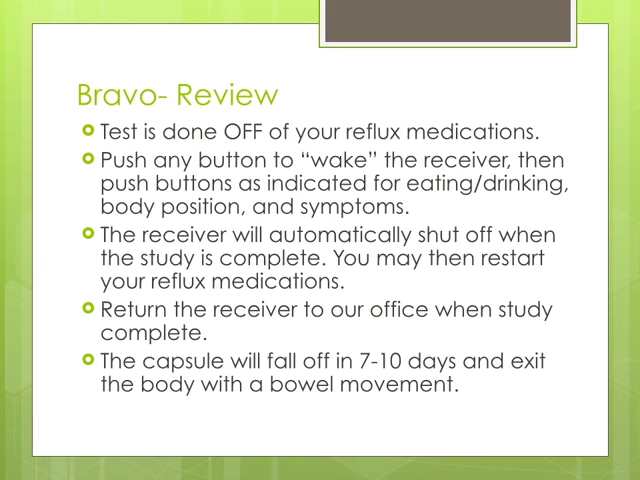 Bravo- Review
Test is done OFF of your reflux medications.
Push any button to “wake” the receiver, then
push buttons as indicated for eating/drinking,
body position, and symptoms.
The receiver will automatically shut off when
the study is complete. You may then restart
your reflux medications.
Return the receiver to our office when study
complete.
The capsule will fall off in 7-10 days and exit
the body with a bowel movement.